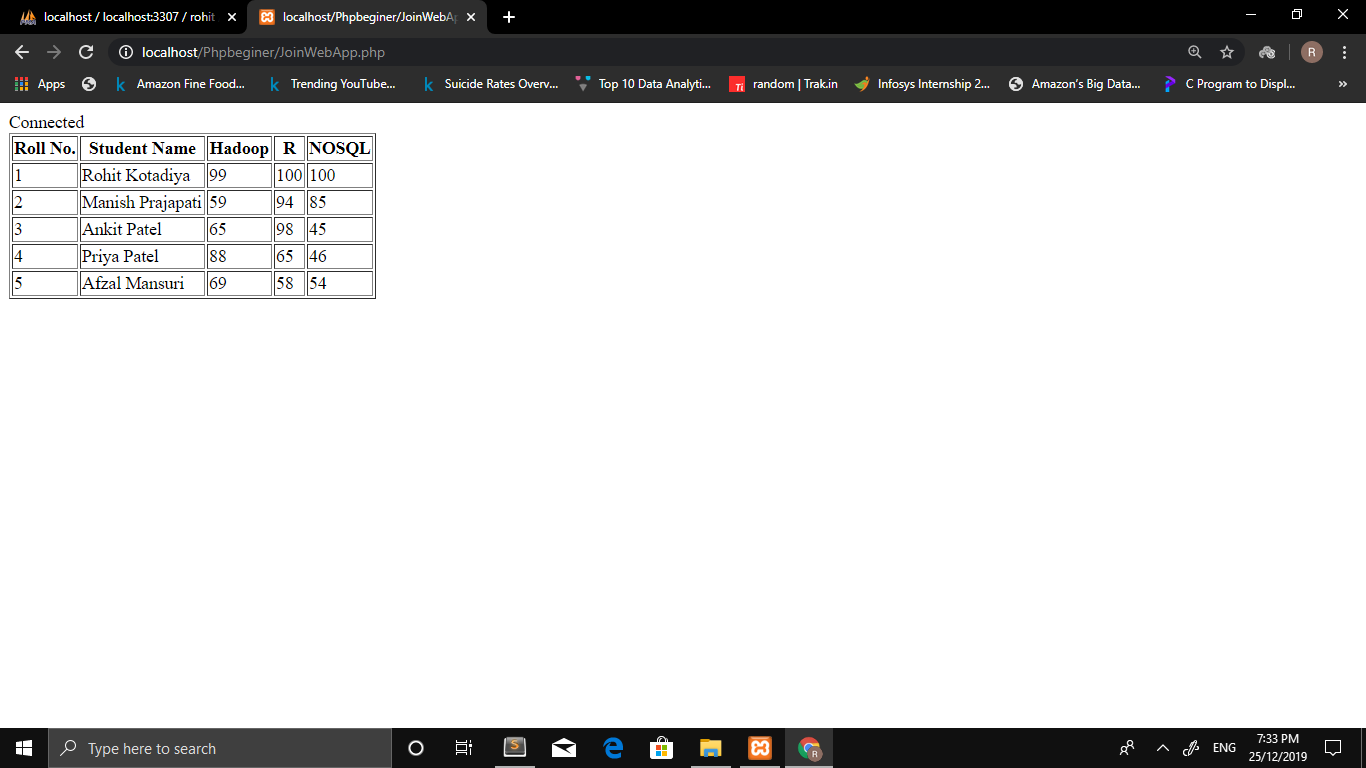 localhost / localhost:3307 / rohit
localhost/Phpbeginer/JoinWebAp
localhost/Phpbeginer/JoinWebApp.php
R
Apps
k Amazon Fine Food...
k Trending YouTube...
k Suicide Rates Overv...
Top 10 Data Analyti...
Ti random | Trak.in
Infosys Internship 2...
Amazon's Big Data...
C Program to Displ...
»
Connected
Roll No. Student Name Hadoop R NOSQL
1 Rohit Kotadiya 99 100 100
2 Manish Prajapati 59 94 85
3 Ankit Patel 65 98 45
4 Priya Patel 88 65 46
5 Afzal Mansuri 69 58 54
Type here to search
S
R
ENG
7:33 PM
25/12/2019